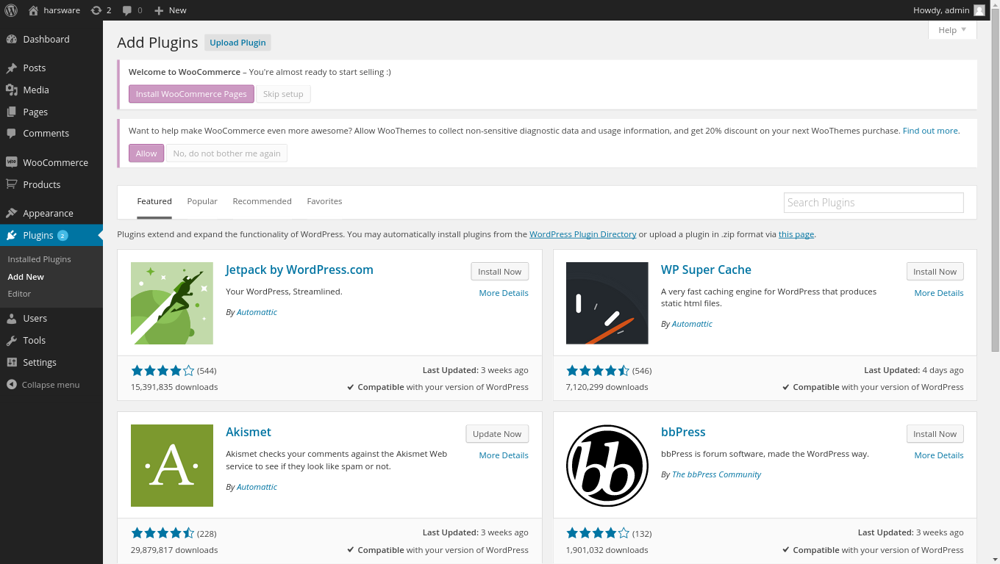 harsware 2 0 New Howdy, admin
Dashboard
Posts
Media
Pages
Comments
WooCommerce
Products
Appearance
Plugins 2
Installed Plugins
Add New
Editor
Users
Tools
Settings
Collapse menu
Help
Add Plugins Upload Plugin
Welcome to WooCommerce – You're almost ready to start selling :)
Install WooCommerce Pages Skip setup
Want to help make WooCommerce even more awesome? Allow WooThemes to collect non-sensitive diagnostic data and usage information, and get 20% discount on your next WooThemes purchase. Find out more.
Allow No, do not bother me again
Featured Popular Recommended Favorites Search Plugins
Plugins extend and expand the functionality of WordPress. You may automatically install plugins from the WordPress Plugin Directory or upload a plugin in .zip format via this page.
Jetpack by WordPress.com Install Now
Your WordPress, Streamlined. More Details
By Automattic
(544) Last Updated: 3 weeks ago
15,391,835 downloads Compatible with your version of WordPress
WP Super Cache Install Now
A very fast caching engine for WordPress that produces More Details
static html files.
By Automattic
(546) Last Updated: 4 days ago
7,120,299 downloads Compatible with your version of WordPress
·A·
Akismet Update Now
Akismet checks your comments against the Akismet Web More Details
service to see if they look like spam or not.
By Automattic
(228) Last Updated: 3 weeks ago
29,879,817 downloads Compatible with your version of WordPress
bb
bbPress Install Now
bbPress is forum software, made the WordPress way. More Details
By The bbPress Community
(132) Last Updated: 3 weeks ago
1,901,032 downloads Compatible with your version of WordPress